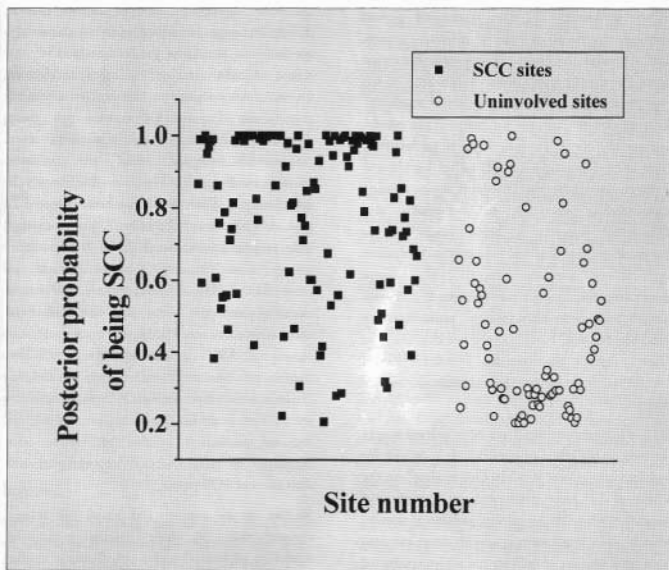 SCC sites
Uninvolved sites
1.0
0.8
0.6
0.4
0.2
Posterior probability
of being SCC
Site number